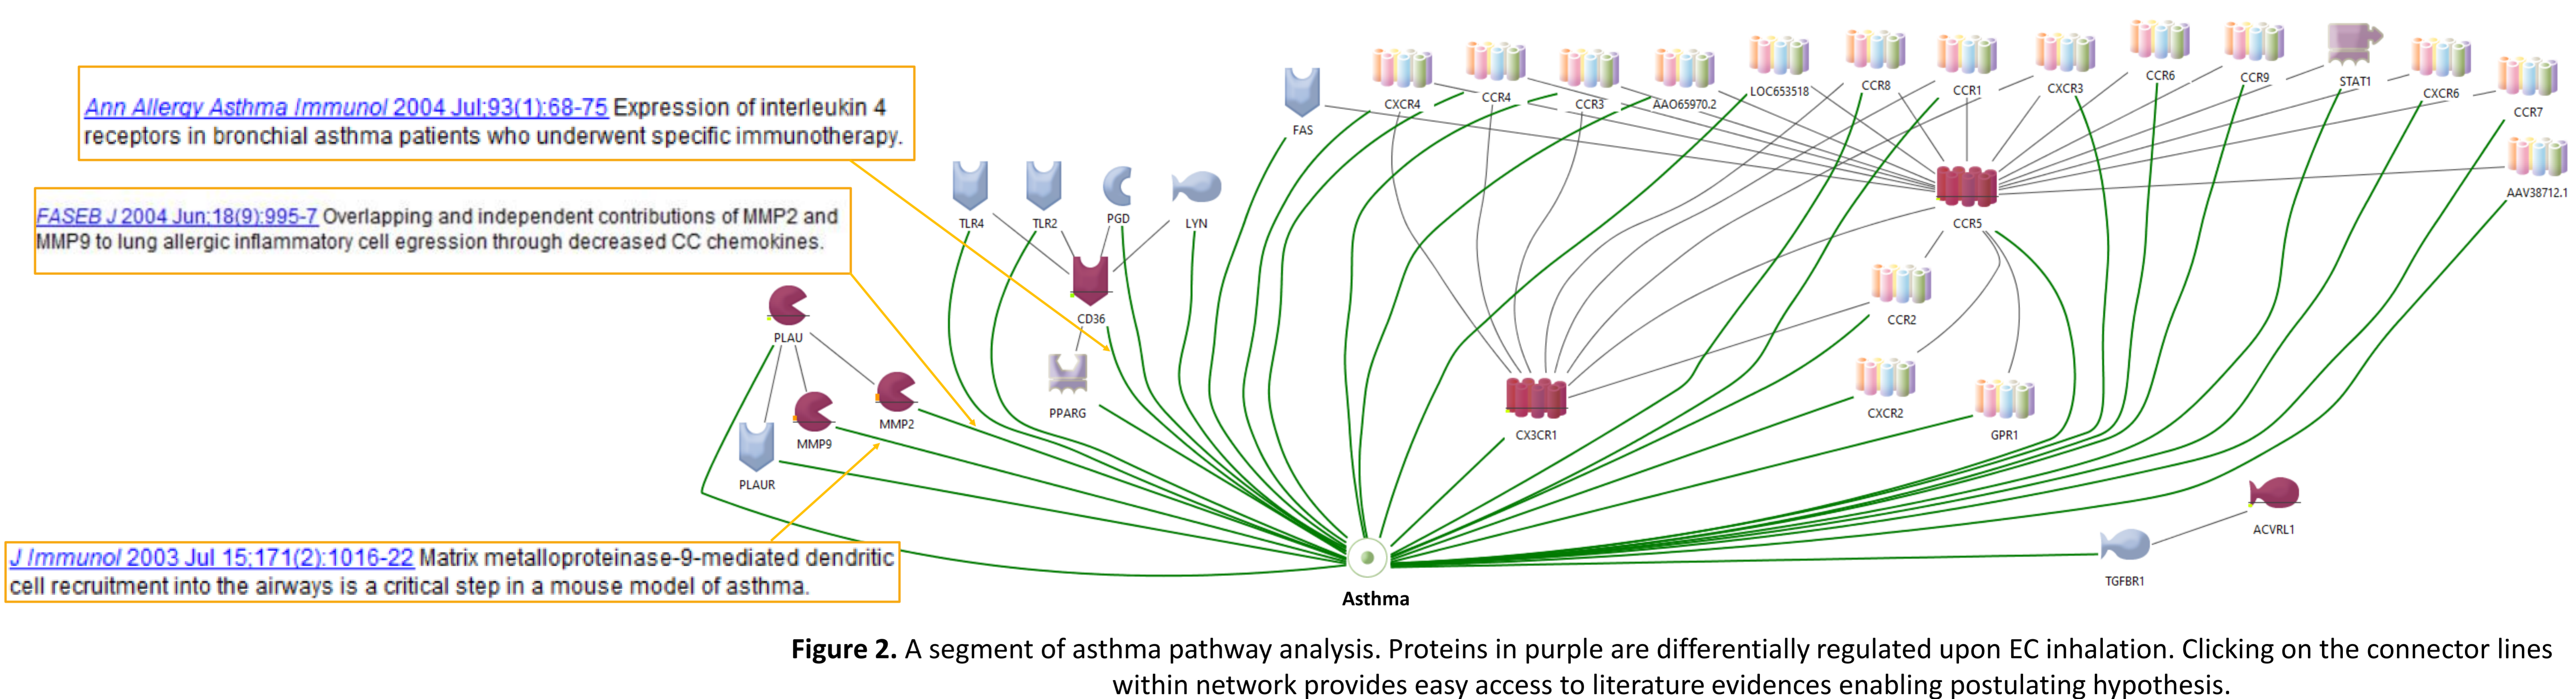 Ann Allergy Asthma Immunol 2004 Jul;93(1):68-75 Expression of interleukin 4
receptors in bronchial asthma patients who underwent specific immunotherapy.
FASEB J 2004 Jun;18(9):995-7 Overlapping and independent contributions of MMP2 and
MMP9 to lung allergic inflammatory cell egression through decreased CC chemokines.
J Immunol 2003 Jul 15;171(2):1016-22 Matrix metalloproteinase-9-mediated dendritic
cell recruitment into the airways is a critical step in a mouse model of asthma.
FAS
CXCR4
CCR4
CCR3
AAO65970.2
LOC653518
CCR8
CCR1
CXCR3
CCR6
CCR9
STAT1
CXCR6
CCR7
AAV38712.1
TLR4
TLR2
PGD
LYN
CCR5
CD36
CCR2
PLAU
PPARG
MMP2
MMP9
CX3CR1
CXCR2
GPR1
PLAUR
ACVRL1
TGFBR1
Asthma
Figure 2. A segment of asthma pathway analysis. Proteins in purple are differentially regulated upon EC inhalation. Clicking on the connector lines
within network provides easy access to literature evidences enabling postulating hypothesis.